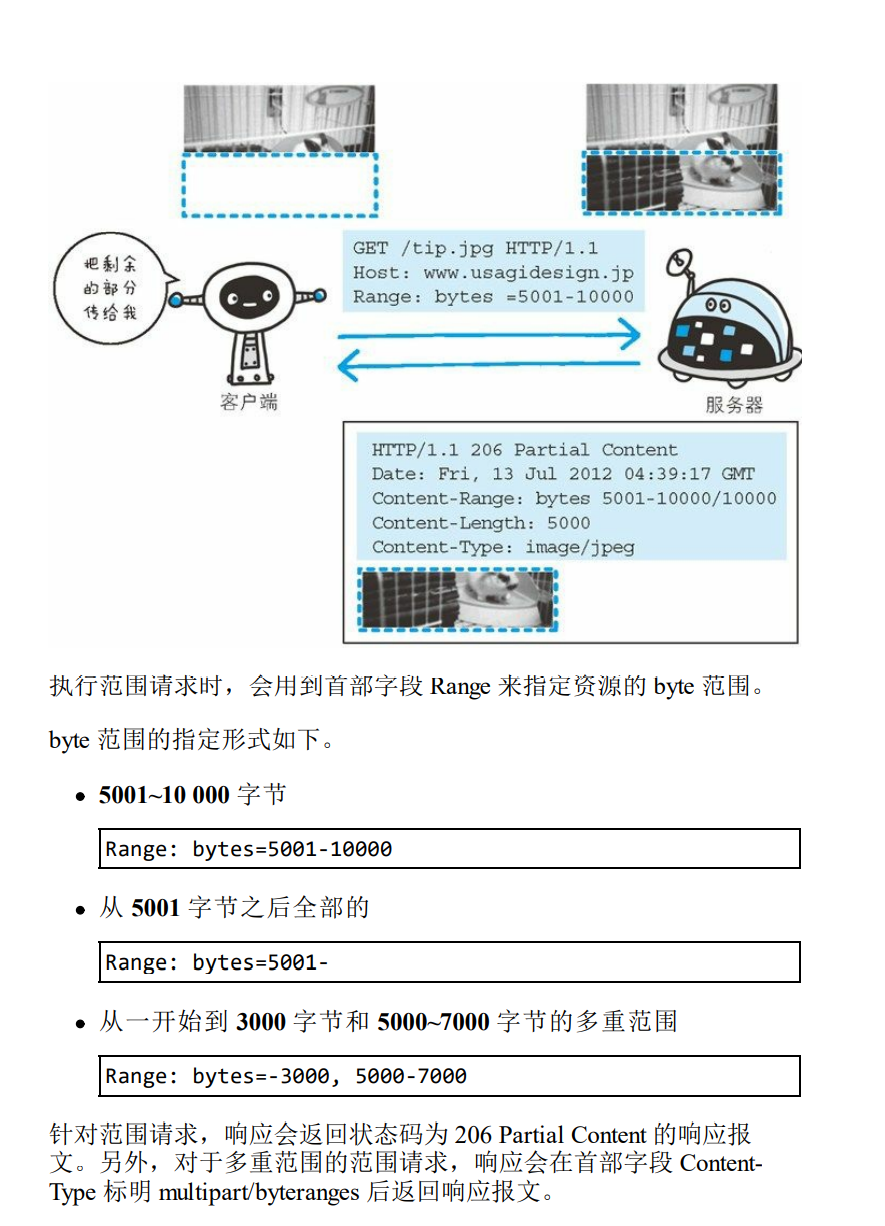 把剩余
的部分
传给我
GET /tip.jpg HTTP/1.1
Host: www.usagidesign.jp
Range: bytes =5001-10000
客户端
服务器
HTTP/1.1 206 Partial Content
Date: Fri, 13 Jul 2012 04:39:17 GMT
Content-Range: bytes 5001-10000/10000
Content-Length: 5000
Content-Type: image/jpeg
执行范围请求时，会用到首部字段 Range 来指定资源的 byte 范围。
byte 范围的指定形式如下。
• 5001~10 000 字节
Range: bytes=5001-10000
• 从 5001 字节之后全部的
Range: bytes=5001-
• 从一开始到 3000 字节和 5000~7000 字节的多重范围
Range: bytes=-3000, 5000-7000
针对范围请求，响应会返回状态码为 206 Partial Content 的响应报
文。另外，对于多重范围的范围请求，响应会在首部字段 Content-
Type 标明 multipart/byteranges 后返回响应报文。